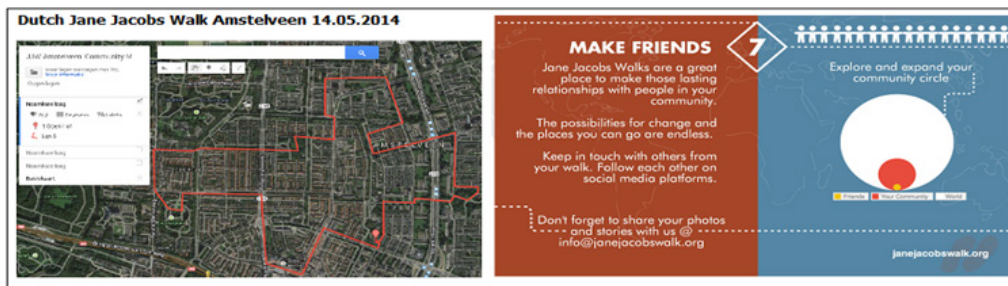 Dutch Jane Jacobs Walk Amstelveen 14.05.2014
AMSTELVEEN
MAKE FRIENDS
7
Jane Jacobs Walks are a great
place to make those lasting
relationships with people in your
community.
The possibilities for change and
the places you can go are endless.
Keep in touch with others from
your walk. Follow each other on
social media platforms.
Don't forget to share your photos
and stories with us @
info@janejacobswalk.org
Explore and expand your
community circle
Friends
Your Community
World
janejacobswalk.org